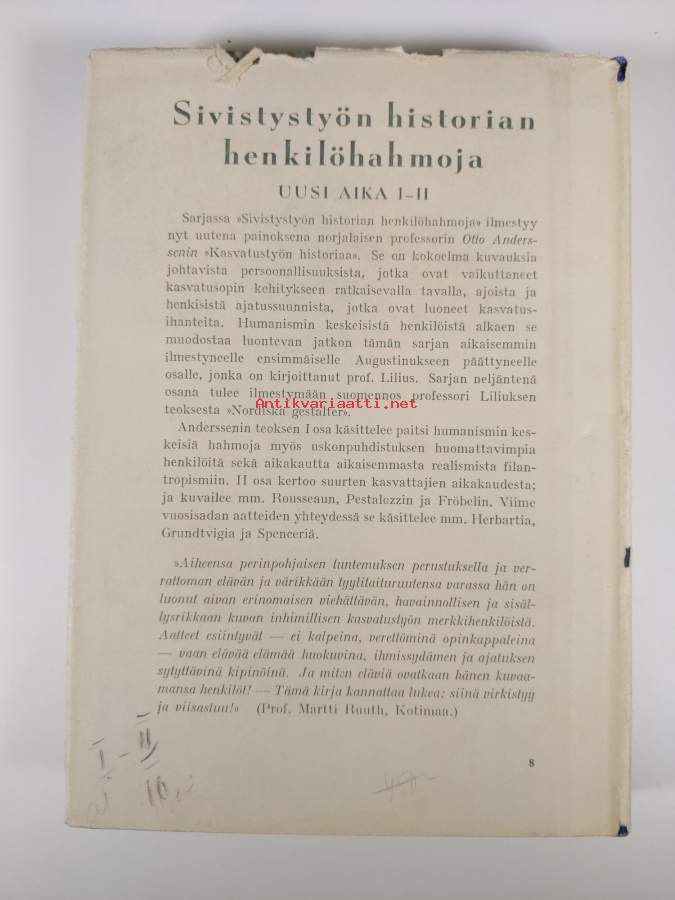 Sivistystyön historian
henkilöhahmoja
UUSI AIKA I–II
Sarjassa »Sivistystyön historian henkilöhahmoja» ilmestyy
nyt uutena painoksena norjalaisen professorin Otto Anders-
senin »Kasvatustyön historiaa». Se on kokoelma kuvauksia
johtavista persoonallisuuksista, jotka ovat vaikuttaneet
kasvatusopin kehitykseen ratkaisevalla tavalla, ajoista ja
henkisistä ajatussuunnista, jotka ovat luoneet kasvatus-
ihanteita. Humanismin keskeisistä henkilöistä alkaen se
muodostaa luontevan jatkon tämän sarjan aikaisemmin
ilmestyneelle ensimmäiselle Augustinukseen päättyneelle
osalle, jonka on kirjoittanut prof. Lilius. Sarjan neljäntenä
osana tulee ilmestymään suomennos professori Liliuksen
teoksesta »Nordiska gestalter».
Antikvariaatti.net
Anderssenin teoksen I osa käsittelee paitsi humanismin kes-
keisiä hahmoja myös uskonpuhdistuksen huomattavimpia
henkilöitä sekä aikakautta aikaisemmasta realismista filan-
tropismiin. II osa kertoo suurten kasvattajien aikakaudesta;
ja kuvailee mm. Rousseaun, Pestalozzin ja Fröbelin. Viime
vuosisadan aatteiden yhteydessä se käsittelee mm. Herbartia,
Grundtvigia ja Spenceriä.
»Aiheensa perinpohjaisen tuntemuksen perustuksella ja ver-
rattoman elävän ja värikkään tyylitaituruutensa varassa hän on
luonut aivan erinomaisen viehättävän, havainnollisen ja sisäl-
lysrikkaan kuvan inhimillisen kasvatustyön merkkihenkilöistä.
Aatteet esiintyvät — ei kalpeina, verettöminä opinkappaleina
— vaan elävää elämää huokuvina, ihmissydämen ja ajatuksen
sytyttävinä kipinöinä. Ja miten eläviä ovatkaan hänen kuvaa-
mansa henkilöt! — Tämä kirja kannattaa lukea: siinä virkistyy
ja viisastuu!» (Prof. Martti Ruuth, Kotimaa.)
8
I – II